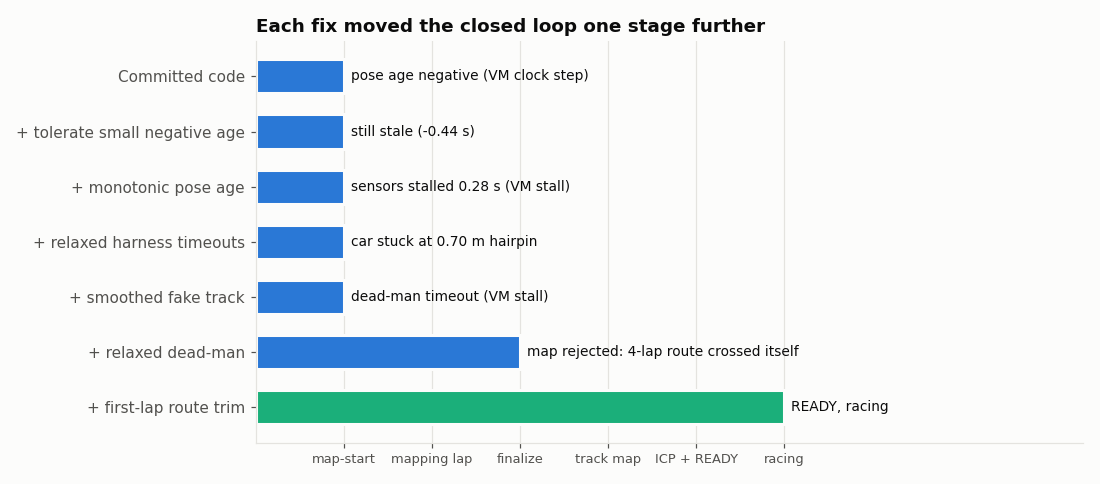 Each fix moved the closed loop one stage further
Committed code
pose age negative (VM clock step)
+ tolerate small negative age
still stale (-0.44 s)
+ monotonic pose age
sensors stalled 0.28 s (VM stall)
+ relaxed harness timeouts
car stuck at 0.70 m hairpin
+ smoothed fake track
dead-man timeout (VM stall)
+ relaxed dead-man
map rejected: 4-lap route crossed itself
+ first-lap route trim
READY, racing
map-start
mapping lap
finalize
track map
ICP + READY
racing